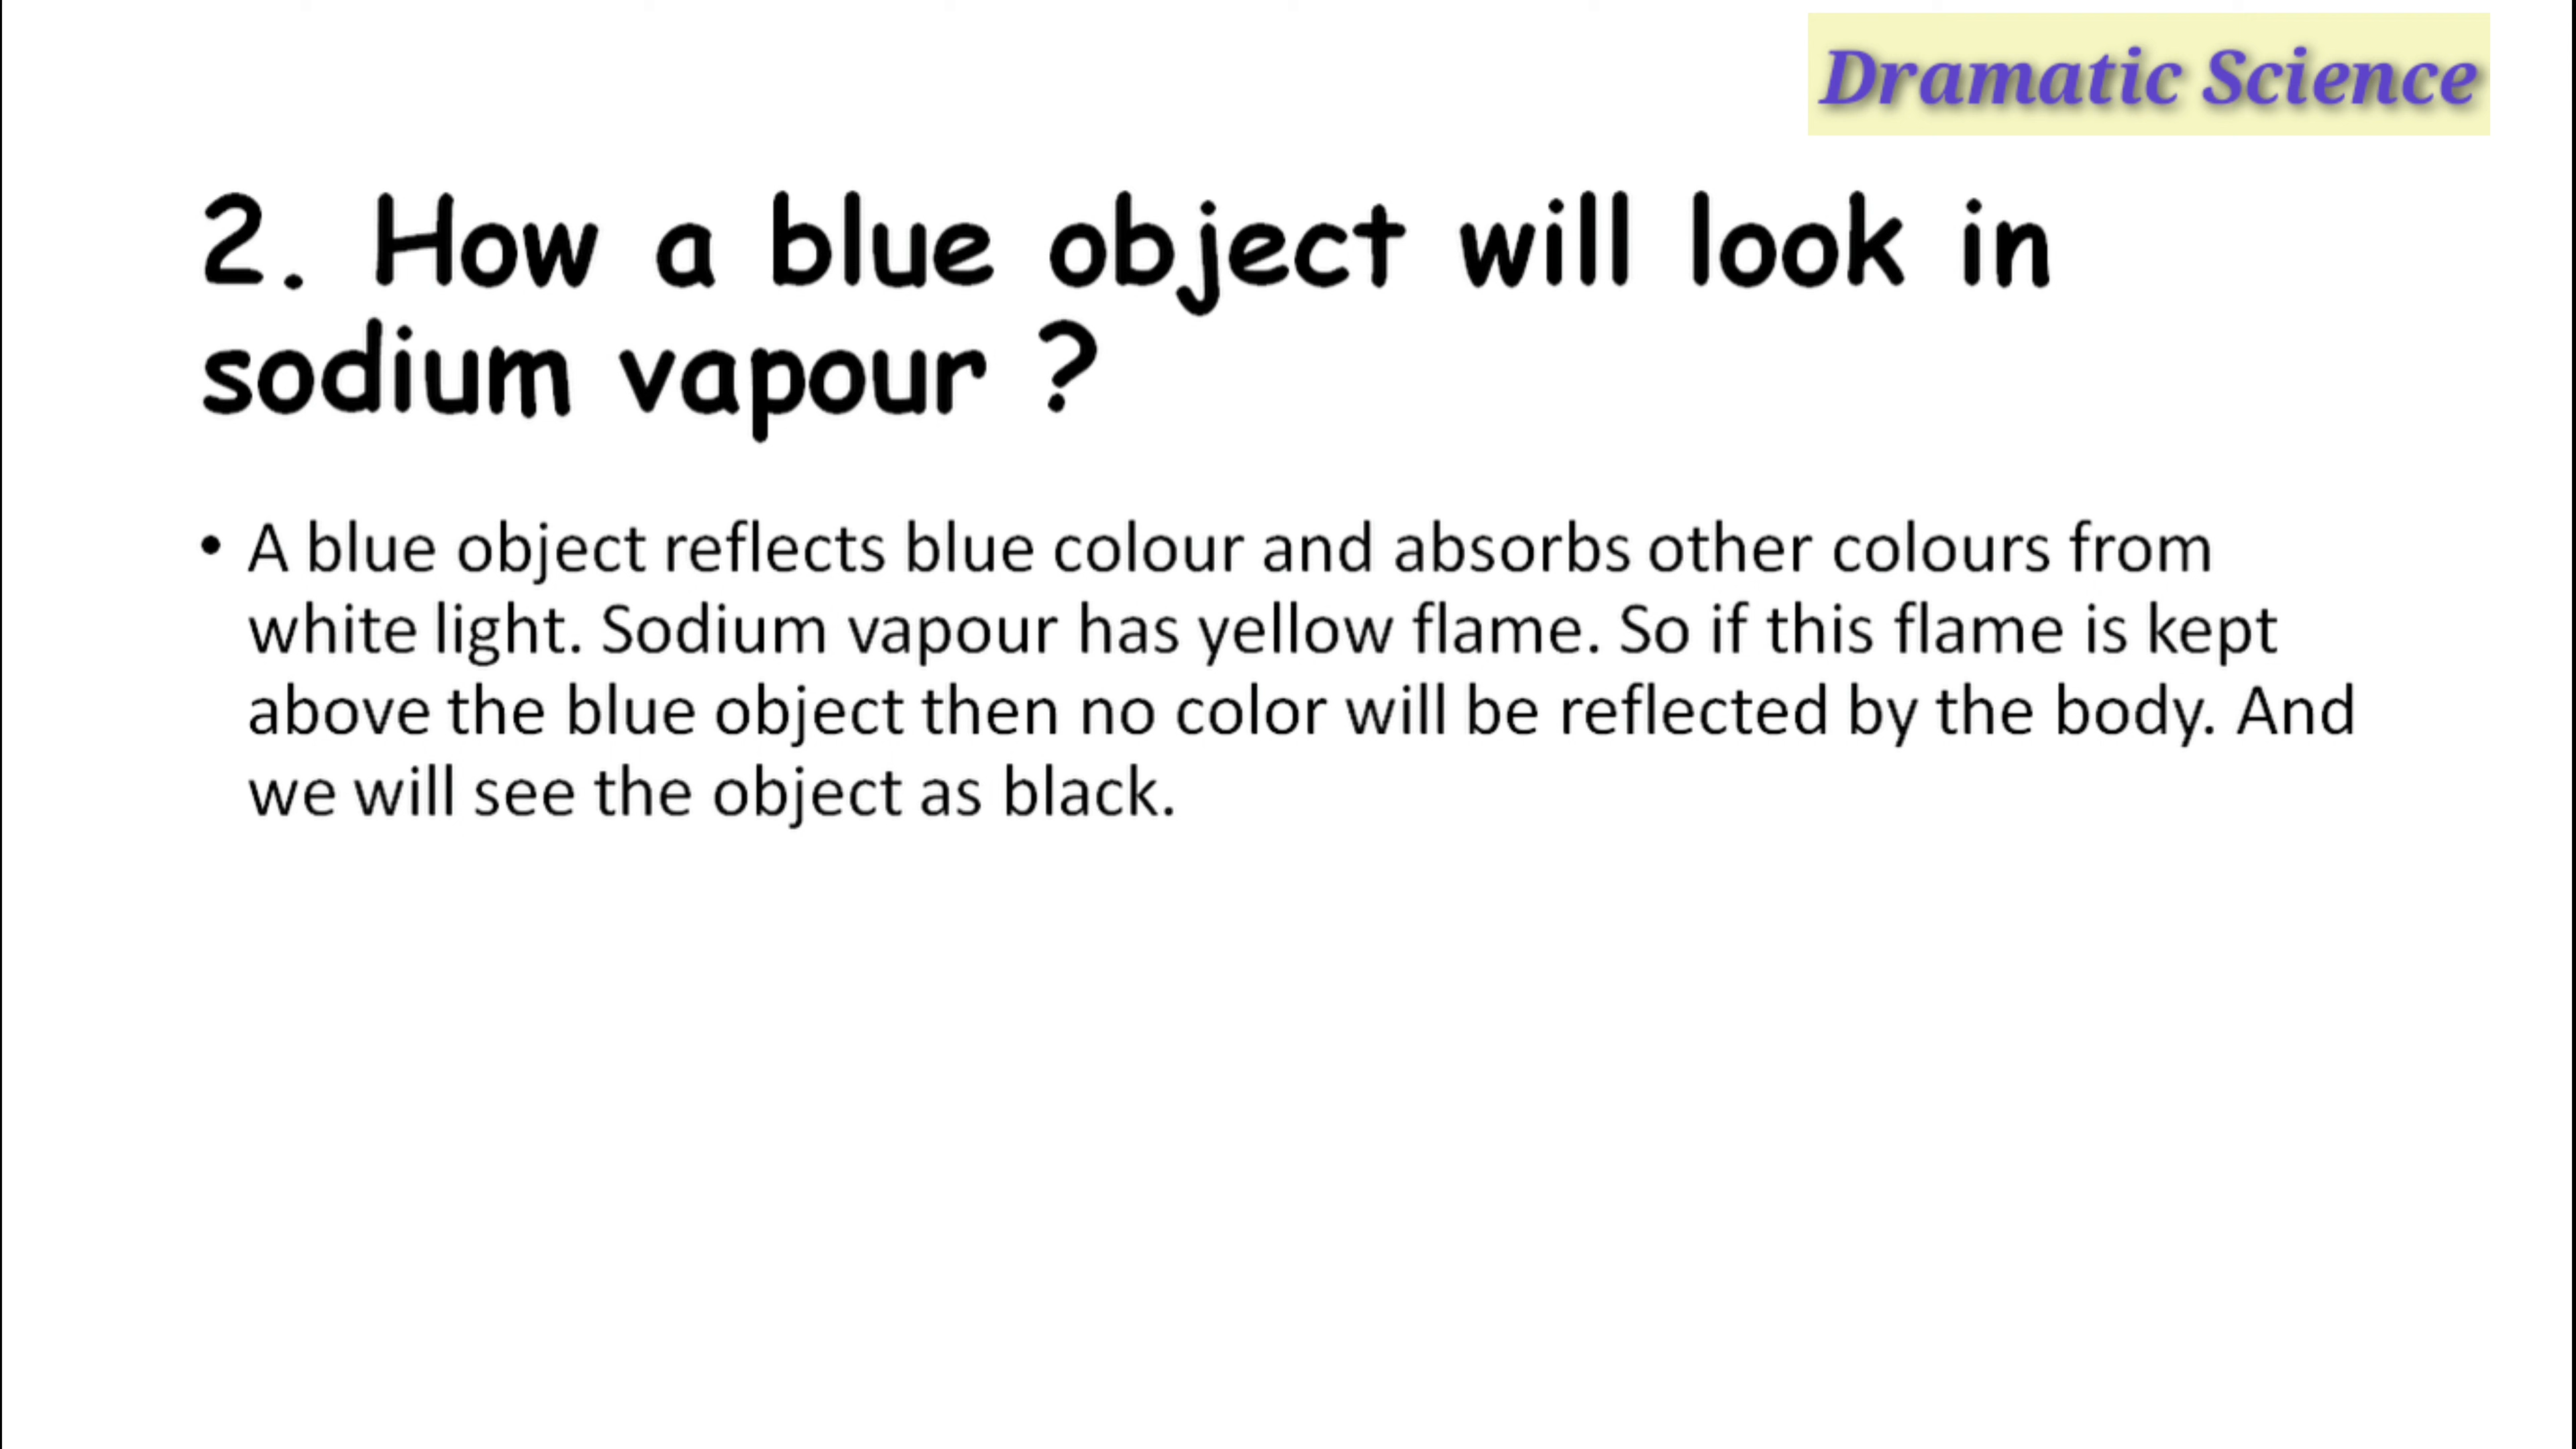 Dramatic Science
2. How a blue object will look in
sodium vapour ?
• A blue object reflects blue colour and absorbs other colours from
white light. Sodium vapour has yellow flame. So if this flame is kept
above the blue object then no color will be reflected by the body. And
we will see the object as black.